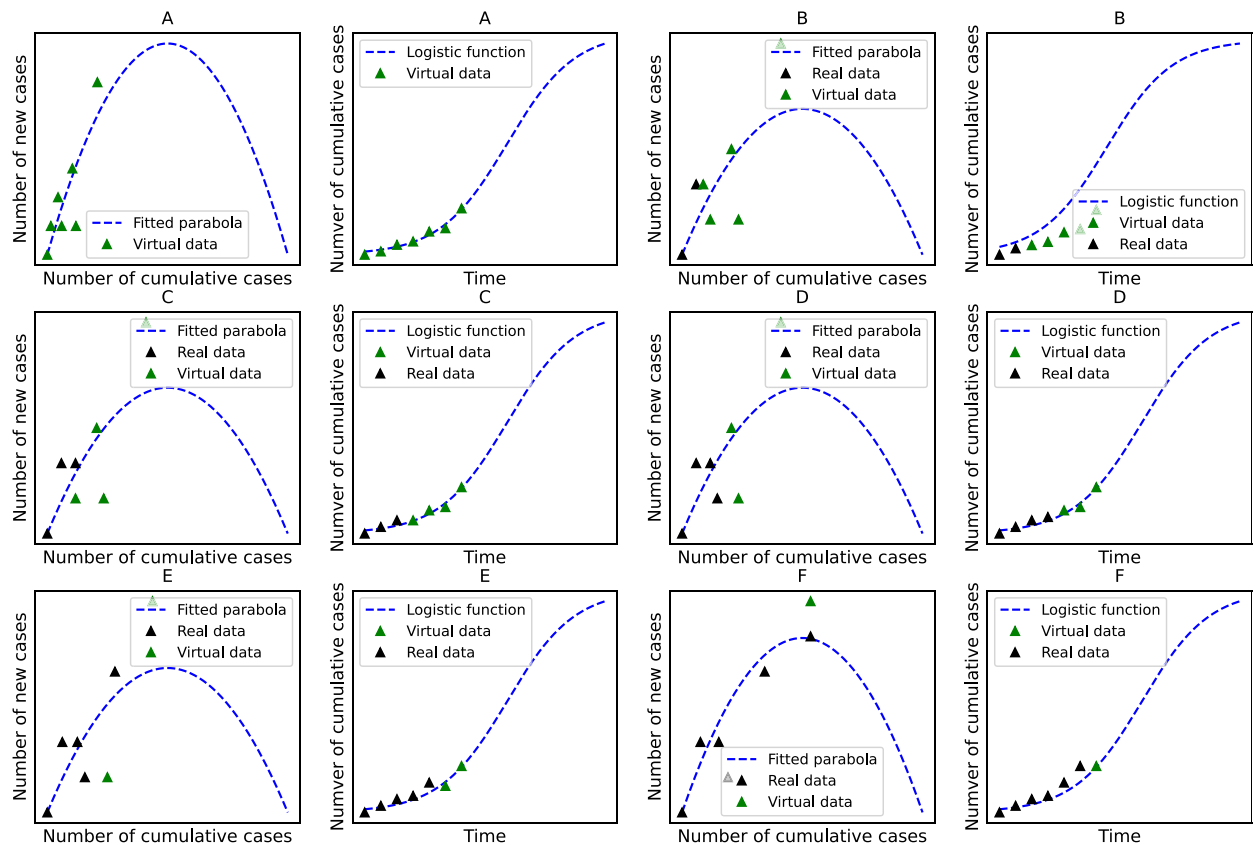 A
Number of new cases
Fitted parabola
Virtual data
Number of cumulative cases
A
Numver of cumulative cases
Logistic function
Virtual data
Time
B
Number of new cases
Fitted parabola
Real data
Virtual data
Number of cumulative cases
B
Numver of cumulative cases
Logistic function
Virtual data
Real data
Time
C
Number of new cases
Fitted parabola
Real data
Virtual data
Number of cumulative cases
C
Numver of cumulative cases
Logistic function
Virtual data
Real data
Time
D
Number of new cases
Fitted parabola
Real data
Virtual data
Number of cumulative cases
D
Numver of cumulative cases
Logistic function
Virtual data
Real data
Time
E
Number of new cases
Fitted parabola
Real data
Virtual data
Number of cumulative cases
E
Numver of cumulative cases
Logistic function
Virtual data
Real data
Time
F
Number of new cases
Fitted parabola
Real data
Virtual data
Number of cumulative cases
F
Numver of cumulative cases
Logistic function
Virtual data
Real data
Time